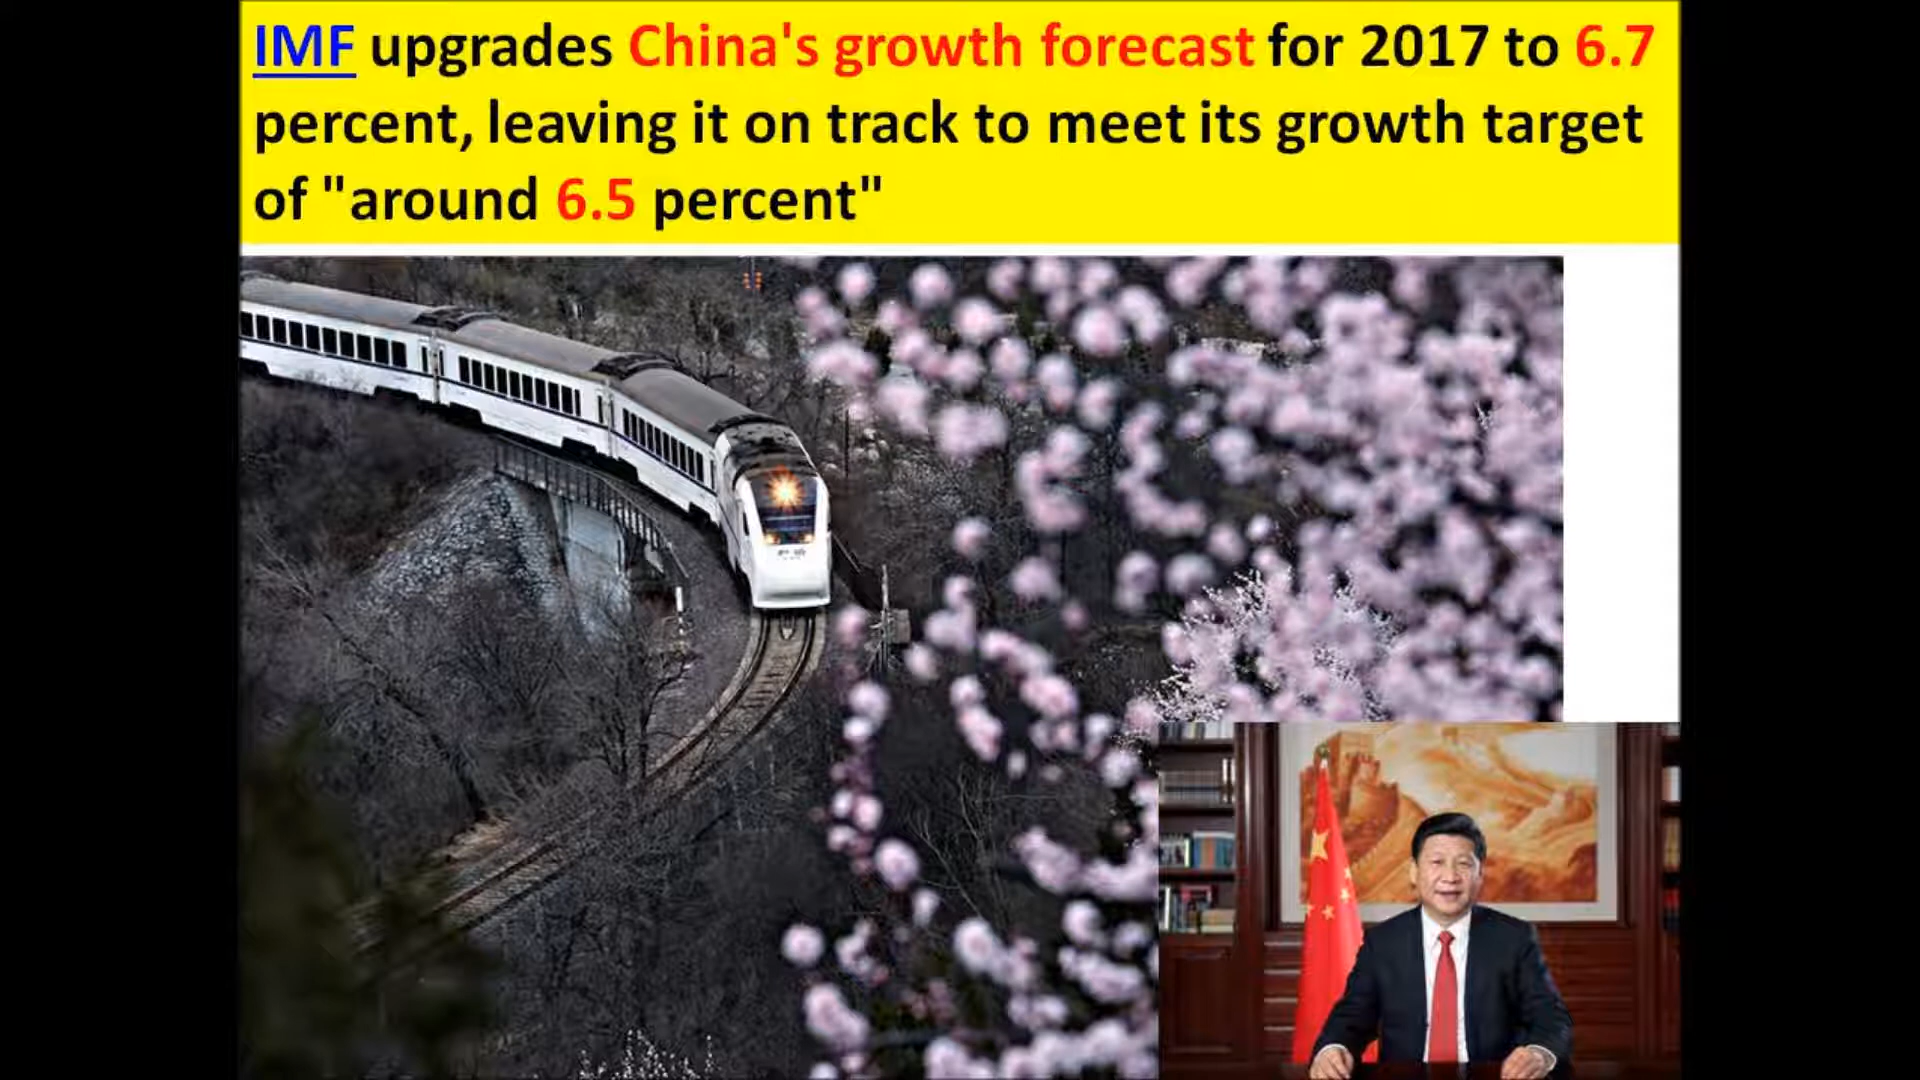 IMF upgrades China's growth forecast for 2017 to 6.7
percent, leaving it on track to meet its growth target
of "around 6.5 percent"